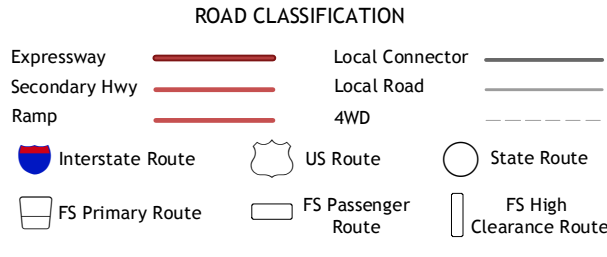 ROAD CLASSIFICATION
Expressway
Local Connector
Secondary Hwy
Local Road
Ramp
4WD
Interstate Route
US Route
State Route
FS Primary Route
FS Passenger
Route
FS High
Clearance Route